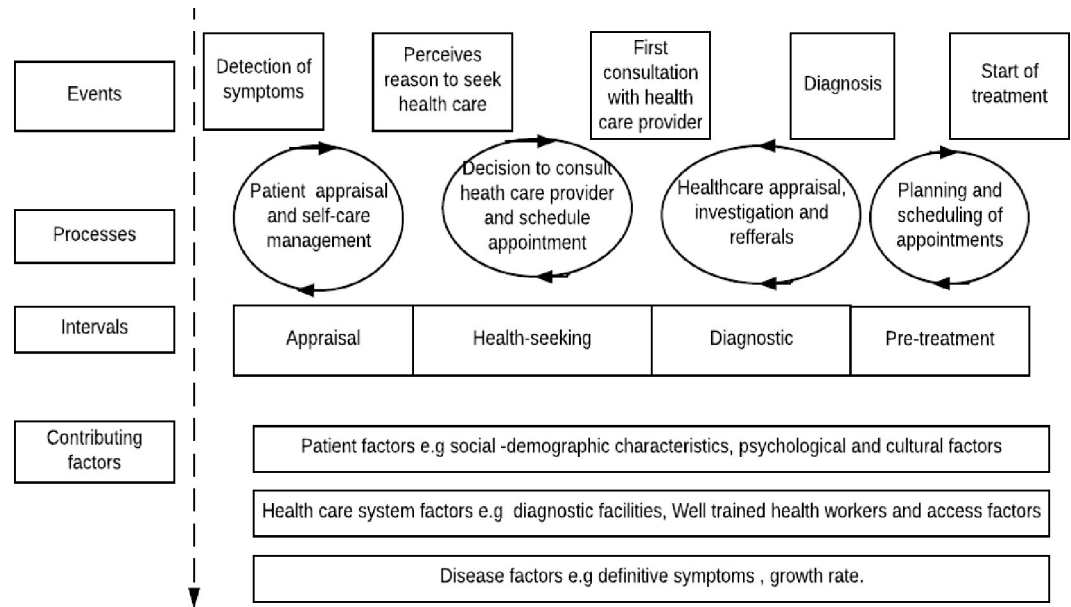 Events
Detection of
symptoms
Perceives
reason to seek
health care
First
consultation
with health
care provider
Diagnosis
Start of
treatment
Processes
Patient appraisal
and self-care
management
Decision to consult
heath care provider
and schedule
appointment
Healthcare appraisal,
investigation and
refferals
Planning and
scheduling of
appointments
Intervals
Appraisal
Health-seeking
Diagnostic
Pre-treatment
Contributing
factors
Patient factors e.g social -demographic characteristics, psychological and cultural factors
Health care system factors e.g diagnostic facilities, Well trained health workers and access factors
Disease factors e.g definitive symptoms , growth rate.